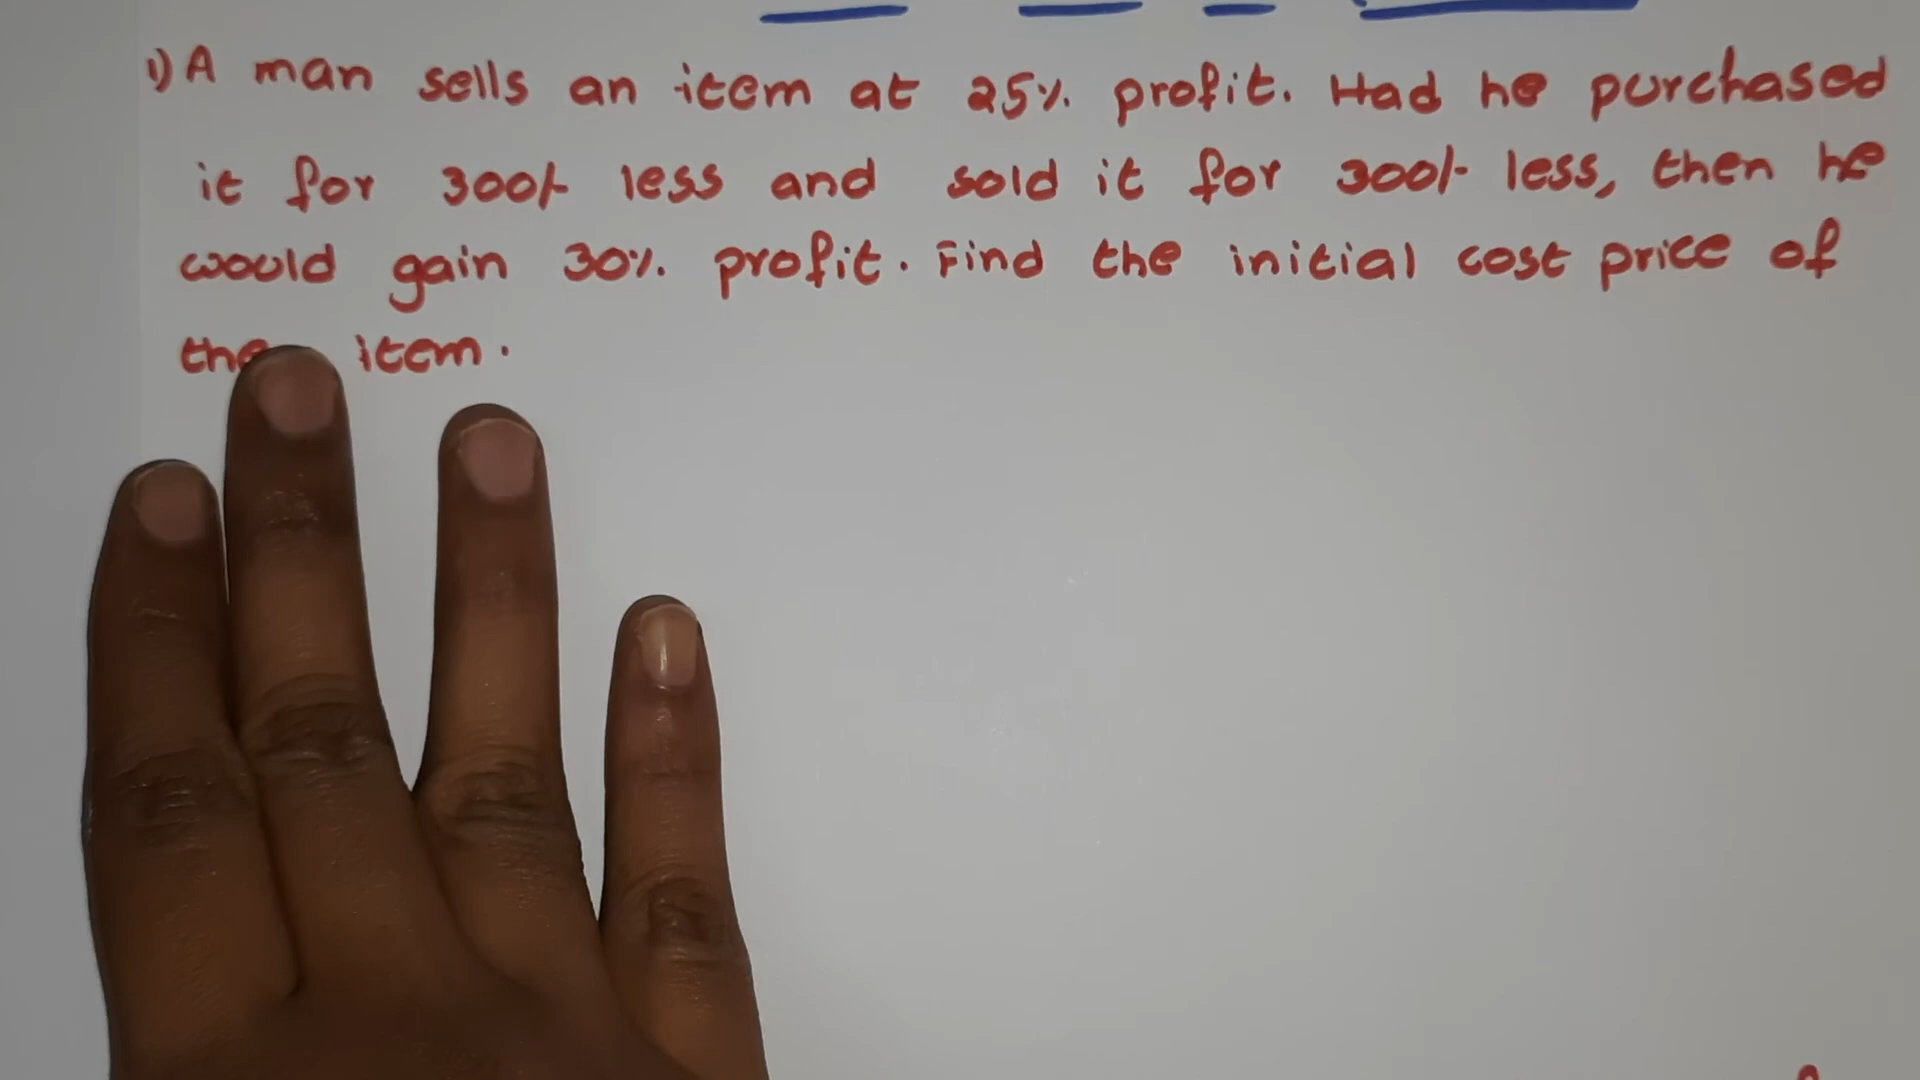 1) A man sells an item at 25% profit. Had he purchased
it for 300/- less and sold it for 300/- less, then he
would gain 30% profit. Find the initial cost price of
the item.